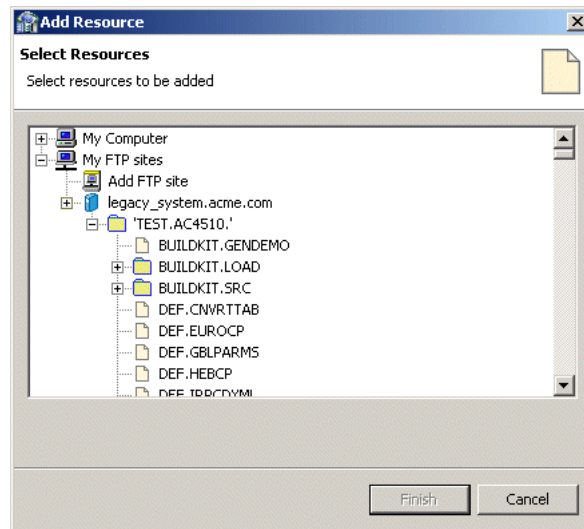 Add Resource
Select Resources
Select resources to be added
My Computer
My FTP sites
Add FTP site
legacy_system.acme.com
'TEST.AC4510.'
BUILDKIT.GENDEMO
BUILDKIT.LOAD
BUILDKIT.SRC
DEF.CNVRTTAB
DEF.EUROCP
DEF.GBLPARMS
DEF.HEBCP
DEF.IRPCDYML
Finish
Cancel